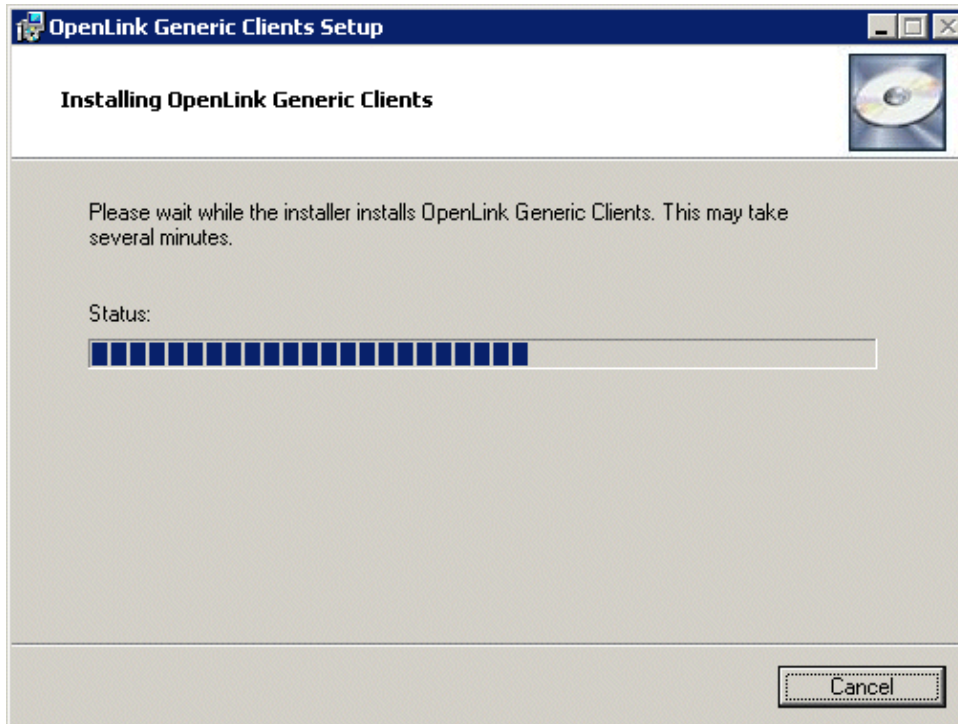 OpenLink Generic Clients Setup
Installing OpenLink Generic Clients
Please wait while the installer installs OpenLink Generic Clients. This may take
several minutes.
Status:
Cancel